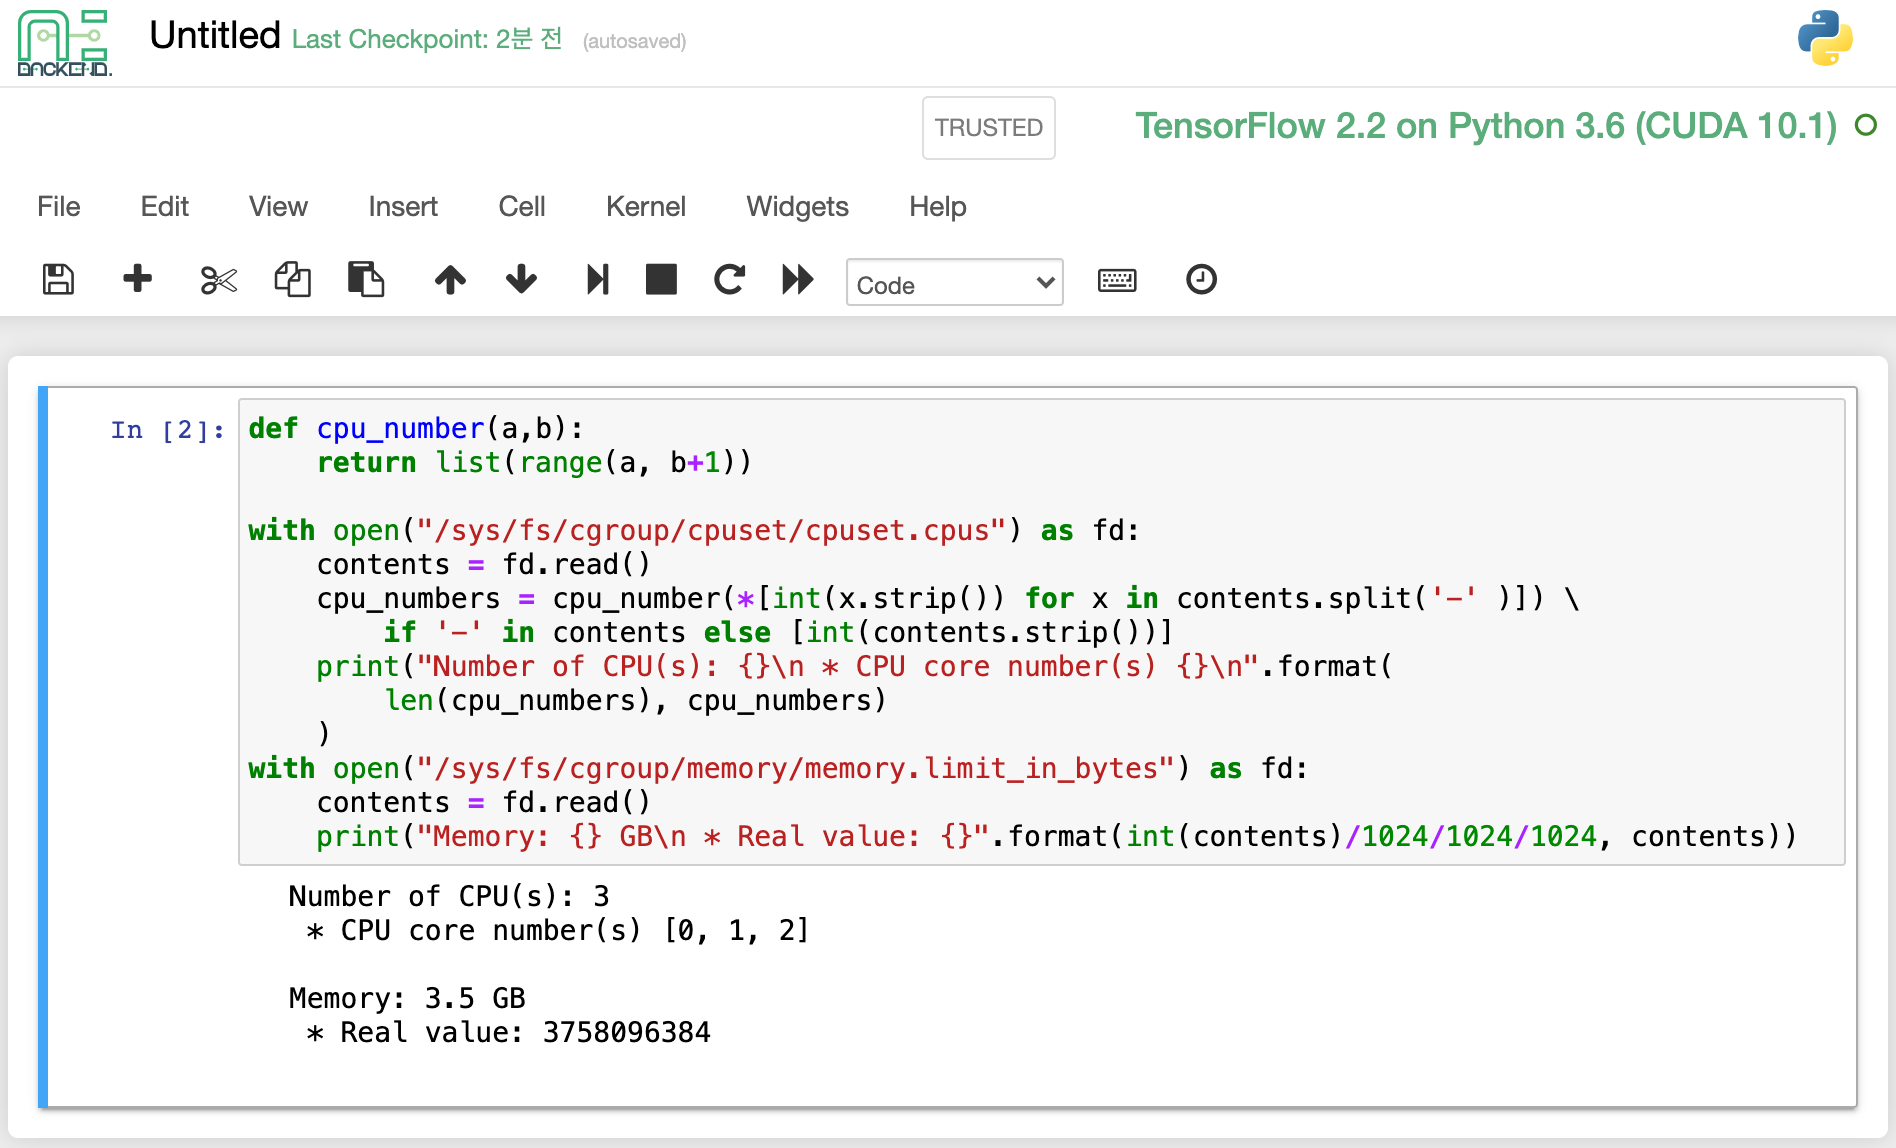 BACKEND.
Untitled Last Checkpoint: 2분 전 (autosaved)
TRUSTED
TensorFlow 2.2 on Python 3.6 (CUDA 10.1)
File Edit View Insert Cell Kernel Widgets Help
Code
In [2]:
def cpu_number(a,b):
    return list(range(a, b+1))
with open("/sys/fs/cgroup/cpuset/cpuset.cpus") as fd:
    contents = fd.read()
    cpu_numbers = cpu_number(*[int(x.strip()) for x in contents.split('-' )]) \
        if '-' in contents else [int(contents.strip())]
    print("Number of CPU(s): {}\n * CPU core number(s) {}\n".format(
        len(cpu_numbers), cpu_numbers)
    )
with open("/sys/fs/cgroup/memory/memory.limit_in_bytes") as fd:
    contents = fd.read()
    print("Memory: {} GB\n * Real value: {}".format(int(contents)/1024/1024/1024, contents))
Number of CPU(s): 3
 * CPU core number(s) [0, 1, 2]
Memory: 3.5 GB
 * Real value: 3758096384